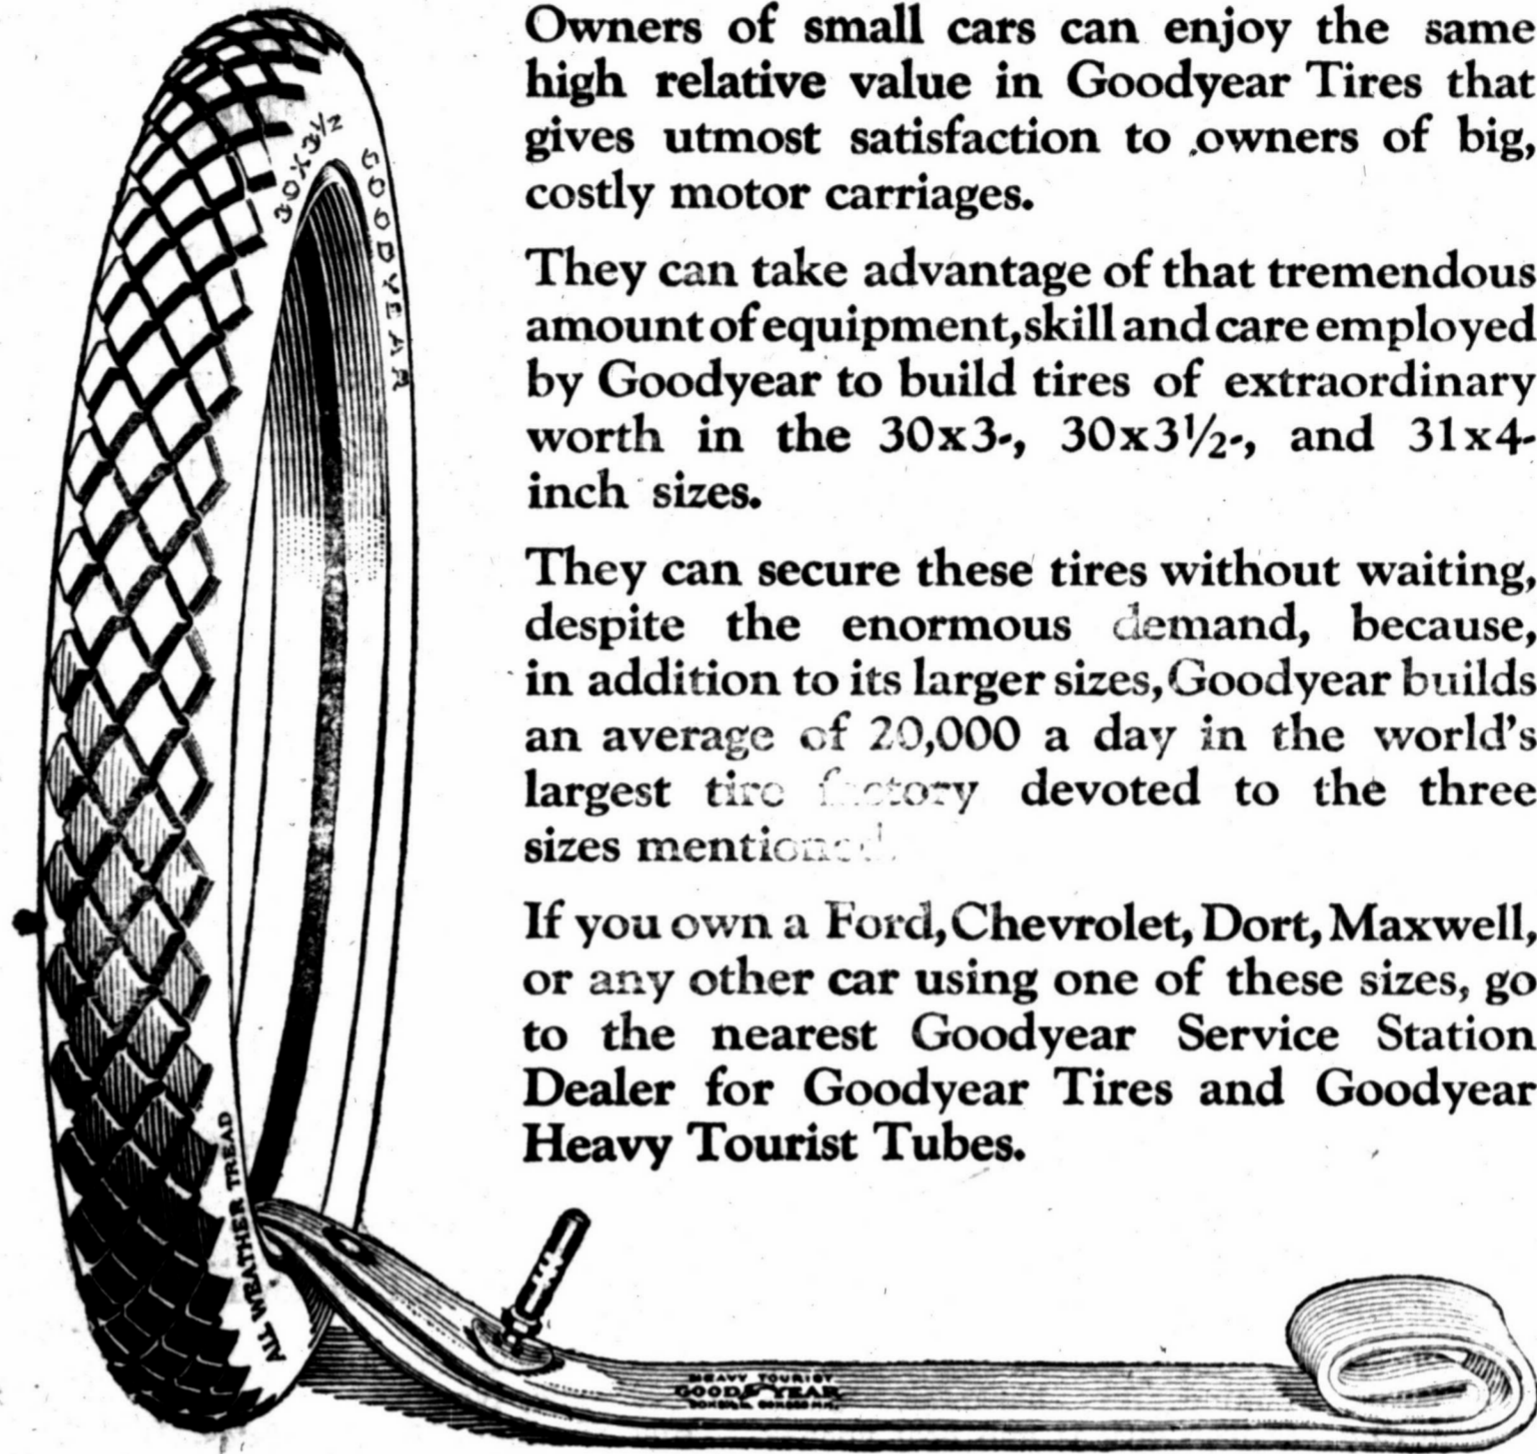 Owners of small cars can enjoy the same
high relative value in Goodyear Tires that
gives utmost satisfaction to owners of big,
costly motor carriages.
They can take advantage of that tremendous
amount of equipment, skill and care employed
by Goodyear to build tires of extraordinary
worth in the 30x3-, 30x3½-, and 31x4-
inch sizes.
They can secure these tires without waiting,
despite the enormous demand, because,
in addition to its larger sizes, Goodyear builds
an average of 20,000 a day in the world's
largest tire factory devoted to the three
sizes mentioned.
If you own a Ford, Chevrolet, Dort, Maxwell,
or any other car using one of these sizes, go
to the nearest Goodyear Service Station
Dealer for Goodyear Tires and Goodyear
Heavy Tourist Tubes.
30X3½
GOODYEAR
ALL WEATHER TREAD
HEAVY TOURIST
GOODYEAR